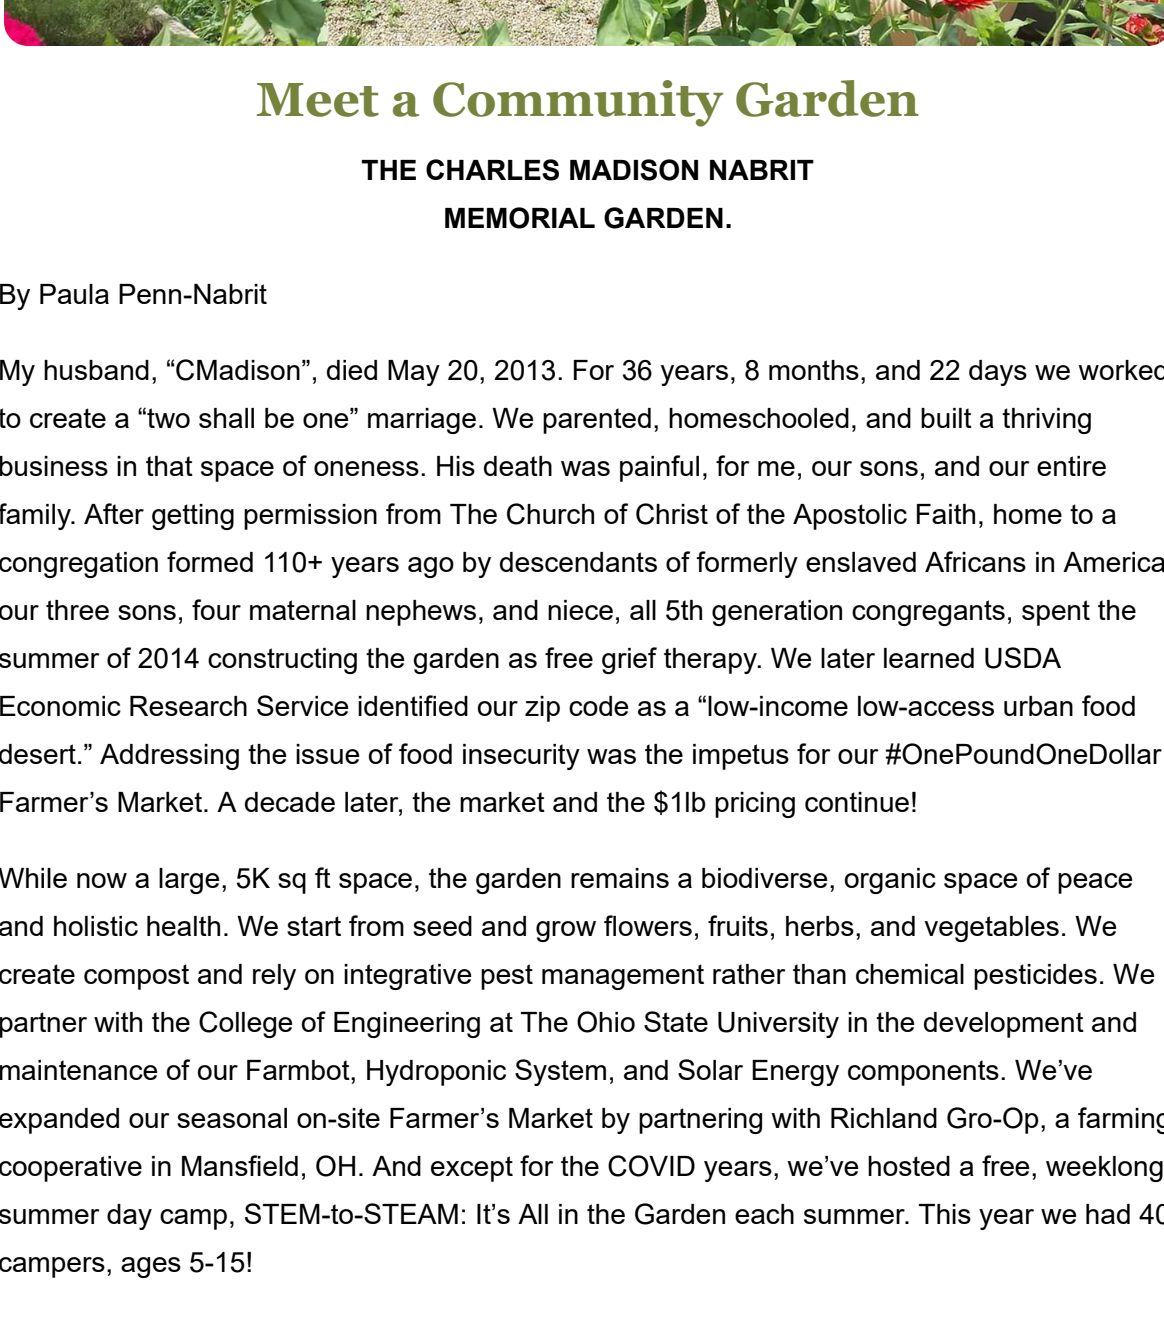 Meet a Community Garden
THE CHARLES MADISON NABRIT
MEMORIAL GARDEN.
By Paula Penn-Nabrit
My husband, “CMadison”, died May 20, 2013. For 36 years, 8 months, and 22 days we worked
to create a “two shall be one” marriage. We parented, homeschooled, and built a thriving
business in that space of oneness. His death was painful, for me, our sons, and our entire
family. After getting permission from The Church of Christ of the Apostolic Faith, home to a
congregation formed 110+ years ago by descendants of formerly enslaved Africans in America
our three sons, four maternal nephews, and niece, all 5th generation congregants, spent the
summer of 2014 constructing the garden as free grief therapy. We later learned USDA
Economic Research Service identified our zip code as a “low-income low-access urban food
desert.” Addressing the issue of food insecurity was the impetus for our #OnePoundOneDollar
Farmer’s Market. A decade later, the market and the $1lb pricing continue!
While now a large, 5K sq ft space, the garden remains a biodiverse, organic space of peace
and holistic health. We start from seed and grow flowers, fruits, herbs, and vegetables. We
create compost and rely on integrative pest management rather than chemical pesticides. We
partner with the College of Engineering at The Ohio State University in the development and
maintenance of our Farmbot, Hydroponic System, and Solar Energy components. We’ve
expanded our seasonal on-site Farmer’s Market by partnering with Richland Gro-Op, a farming
cooperative in Mansfield, OH. And except for the COVID years, we’ve hosted a free, weeklong
summer day camp, STEM-to-STEAM: It’s All in the Garden each summer. This year we had 40
campers, ages 5-15!